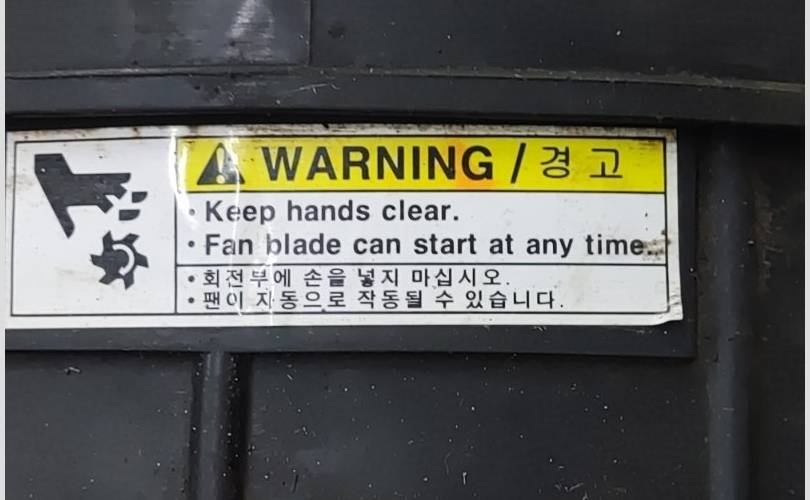 WARNING / 경고
• Keep hands clear.
• Fan blade can start at any time.
• 회전부에 손을 넣지 마십시오.
• 팬이 자동으로 작동될 수 있습니다.